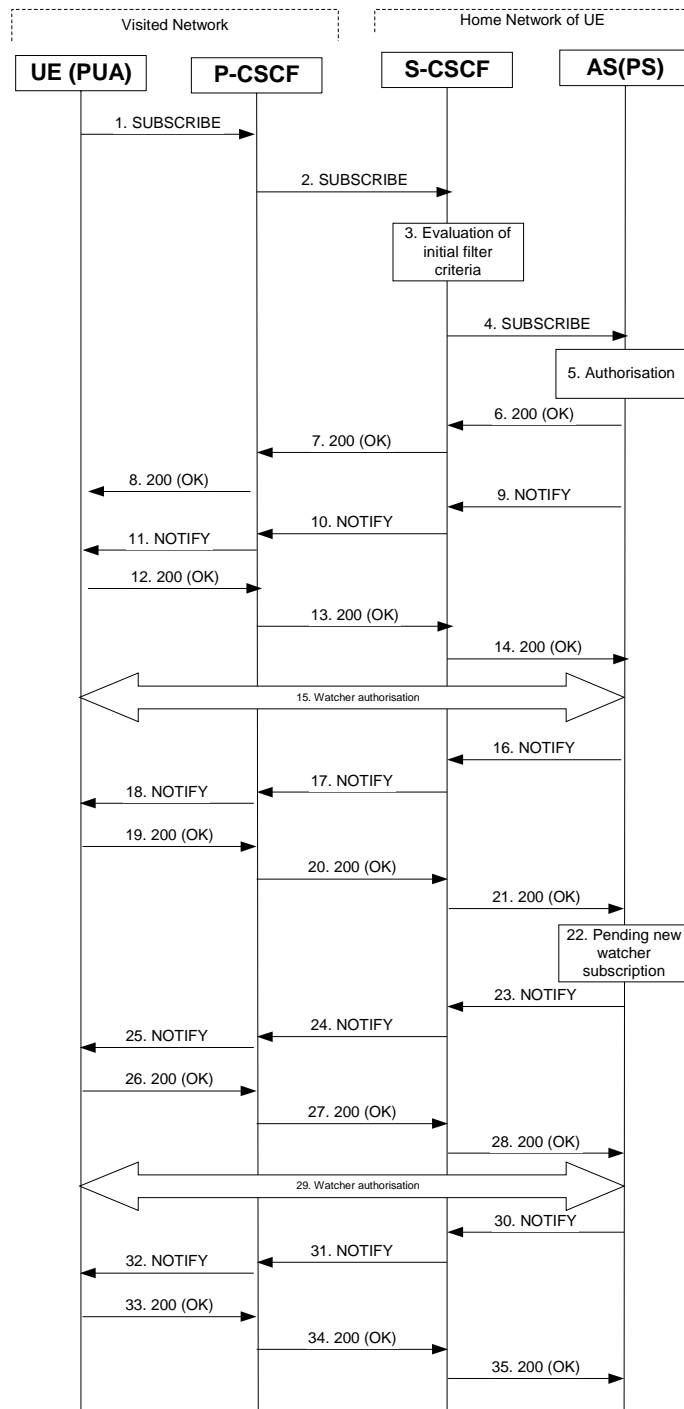 Visited Network
Home Network of UE
UE (PUA)
P-CSCF
S-CSCF
AS(PS)
1. SUBSCRIBE
2. SUBSCRIBE
3. Evaluation of
initial filter
criteria
4. SUBSCRIBE
5. Authorisation
6. 200 (OK)
7. 200 (OK)
8. 200 (OK)
9. NOTIFY
10. NOTIFY
11. NOTIFY
12. 200 (OK)
13. 200 (OK)
14. 200 (OK)
15. Watcher authorisation
16. NOTIFY
17. NOTIFY
18. NOTIFY
19. 200 (OK)
20. 200 (OK)
21. 200 (OK)
22. Pending new
watcher
subscription
23. NOTIFY
24. NOTIFY
25. NOTIFY
26. 200 (OK)
27. 200 (OK)
28. 200 (OK)
29. Watcher authorisation
30. NOTIFY
31. NOTIFY
32. NOTIFY
33. 200 (OK)
34. 200 (OK)
35. 200 (OK)